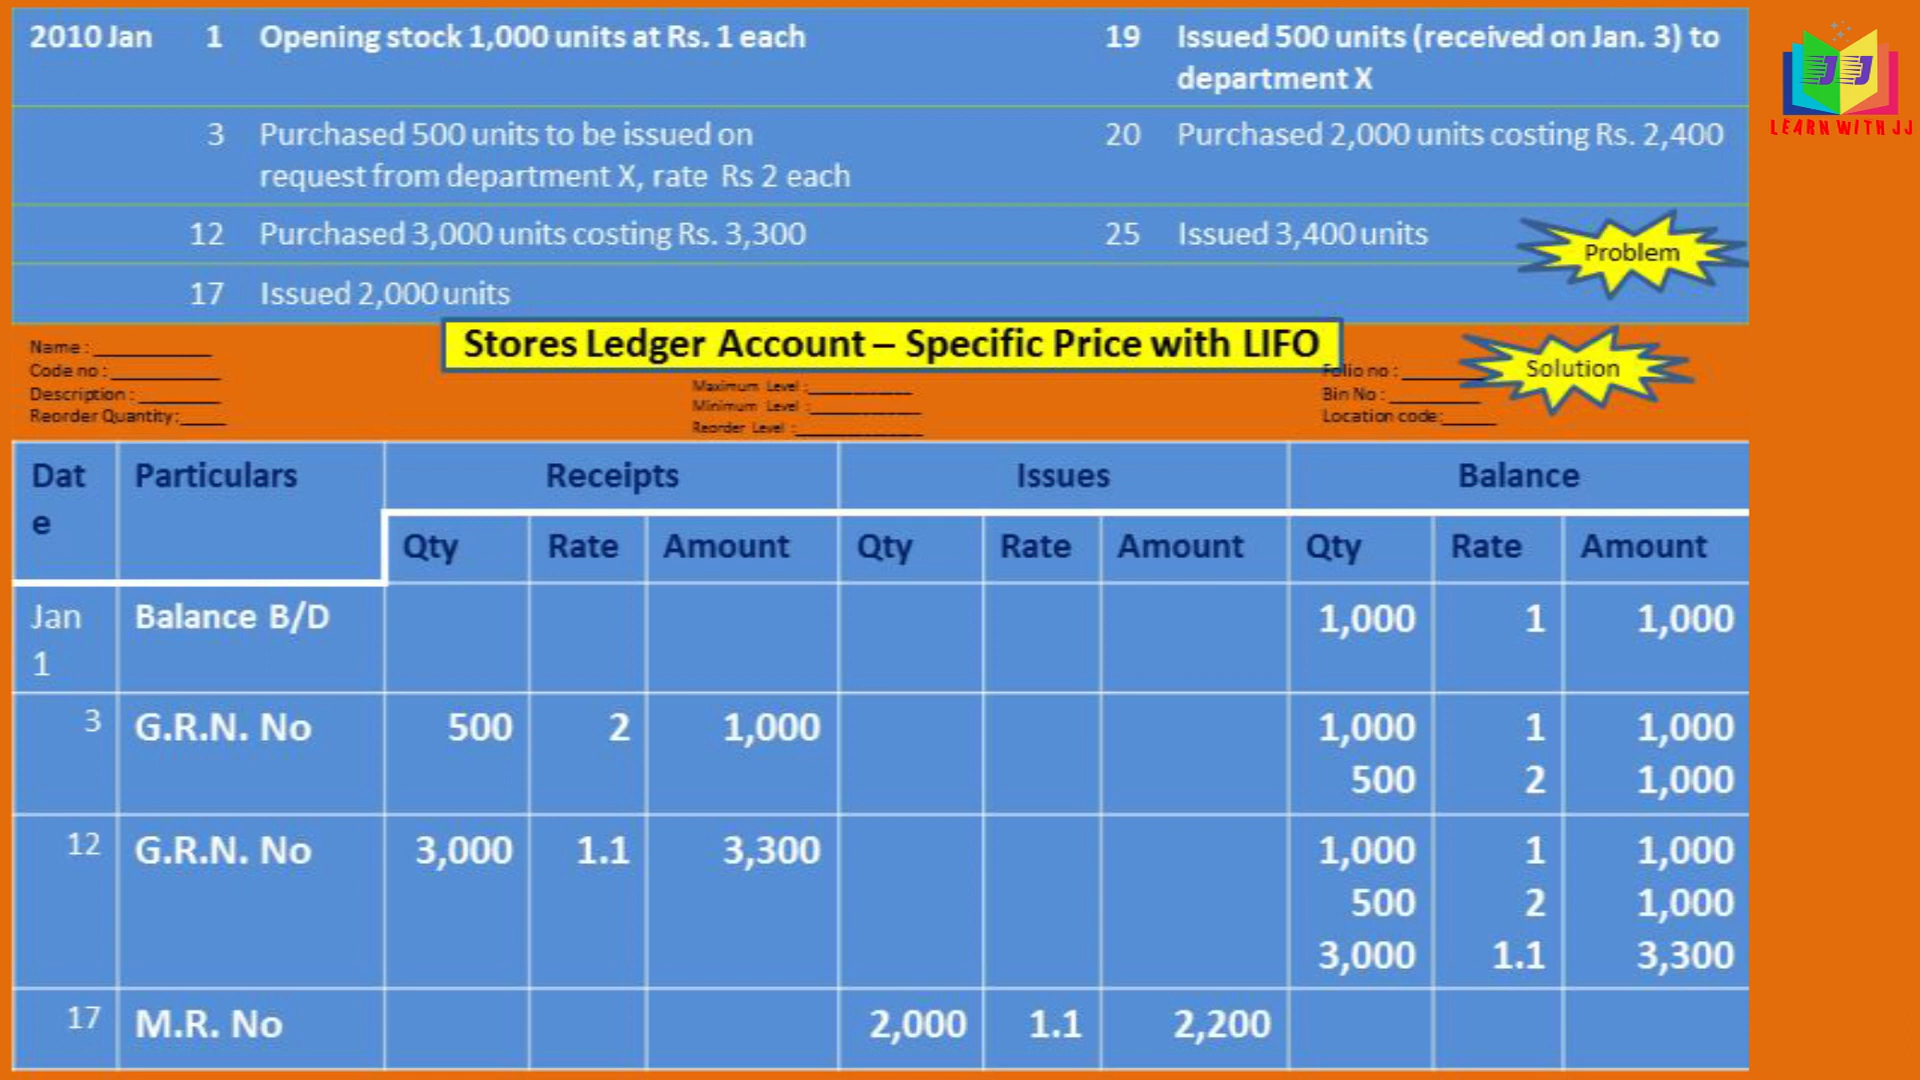 2010 Jan 1 Opening stock 1,000 units at Rs. 1 each 19 Issued 500 units (received on Jan. 3) to
department X
3 Purchased 500 units to be issued on 20 Purchased 2,000 units costing Rs. 2,400
request from department X, rate Rs 2 each
12 Purchased 3,000 units costing Rs. 3,300 25 Issued 3,400 units
Problem
17 Issued 2,000 units
LEARN WITH JJ
Stores Ledger Account – Specific Price with LIFO
Solution
Name :
Code no :
Description :
Reorder Quantity:
Maximum Level :
Minimum Level :
Reorder Level :
Folio no :
Bin No :
Location code:
Dat Particulars Receipts Issues Balance
e
Qty Rate Amount Qty Rate Amount Qty Rate Amount
Jan Balance B/D 1,000 1 1,000
1
3 G.R.N. No 500 2 1,000 1,000 1 1,000
500 2 1,000
12 G.R.N. No 3,000 1.1 3,300 1,000 1 1,000
500 2 1,000
3,000 1.1 3,300
17 M.R. No 2,000 1.1 2,200